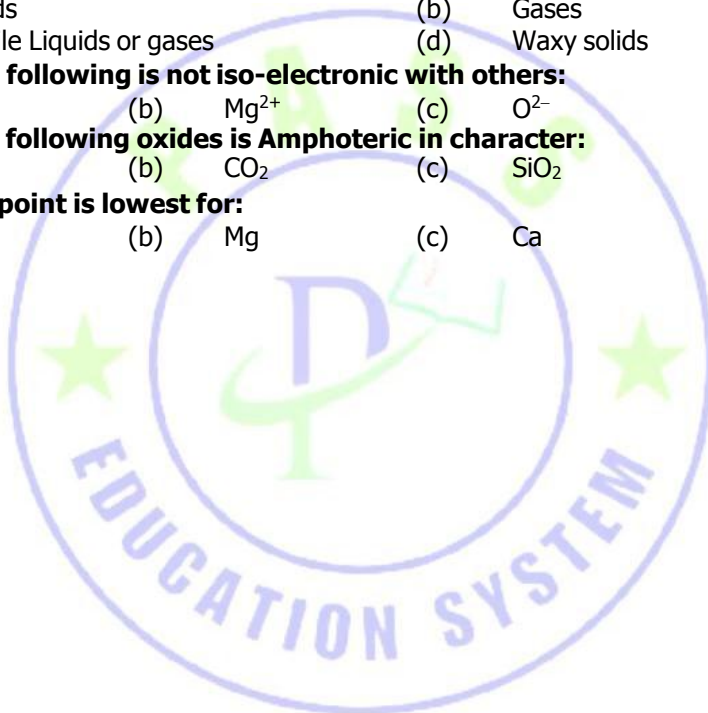 ds (b) Gases
le Liquids or gases (d) Waxy solids
following is not iso-electronic with others:
(b) Mg²⁺ (c) O²⁻
following oxides is Amphoteric in character:
(b) CO₂ (c) SiO₂
point is lowest for:
(b) Mg (c) Ca
PASS
P
EDUCATION SYSTEM